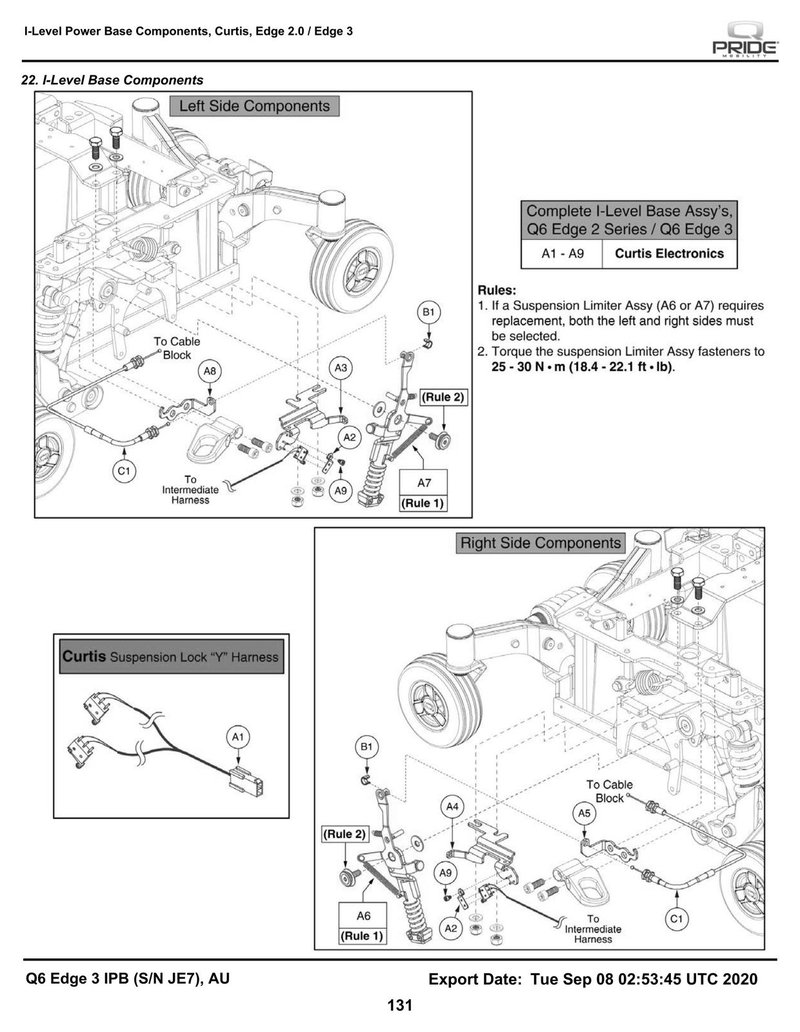 I-Level Power Base Components, Curtis, Edge 2.0 / Edge 3
Q
PRIDE
MOBILITY
22. I-Level Base Components
Left Side Components
B1
To Cable
Block
A8
A3
(Rule 2)
A2
C1
To
Intermediate
Harness
A9
A7
(Rule 1)
Complete I-Level Base Assy's,
Q6 Edge 2 Series / Q6 Edge 3
A1 - A9 Curtis Electronics
Rules:
1. If a Suspension Limiter Assy (A6 or A7) requires
replacement, both the left and right sides must
be selected.
2. Torque the suspension Limiter Assy fasteners to
25 - 30 N • m (18.4 - 22.1 ft • lb).
Right Side Components
B1
To Cable
Block
A4
A5
(Rule 2)
A9
A6
(Rule 1)
A2
To
Intermediate
Harness
C1
Curtis Suspension Lock “Y” Harness
A1
Q6 Edge 3 IPB (S/N JE7), AU
Export Date: Tue Sep 08 02:53:45 UTC 2020
131